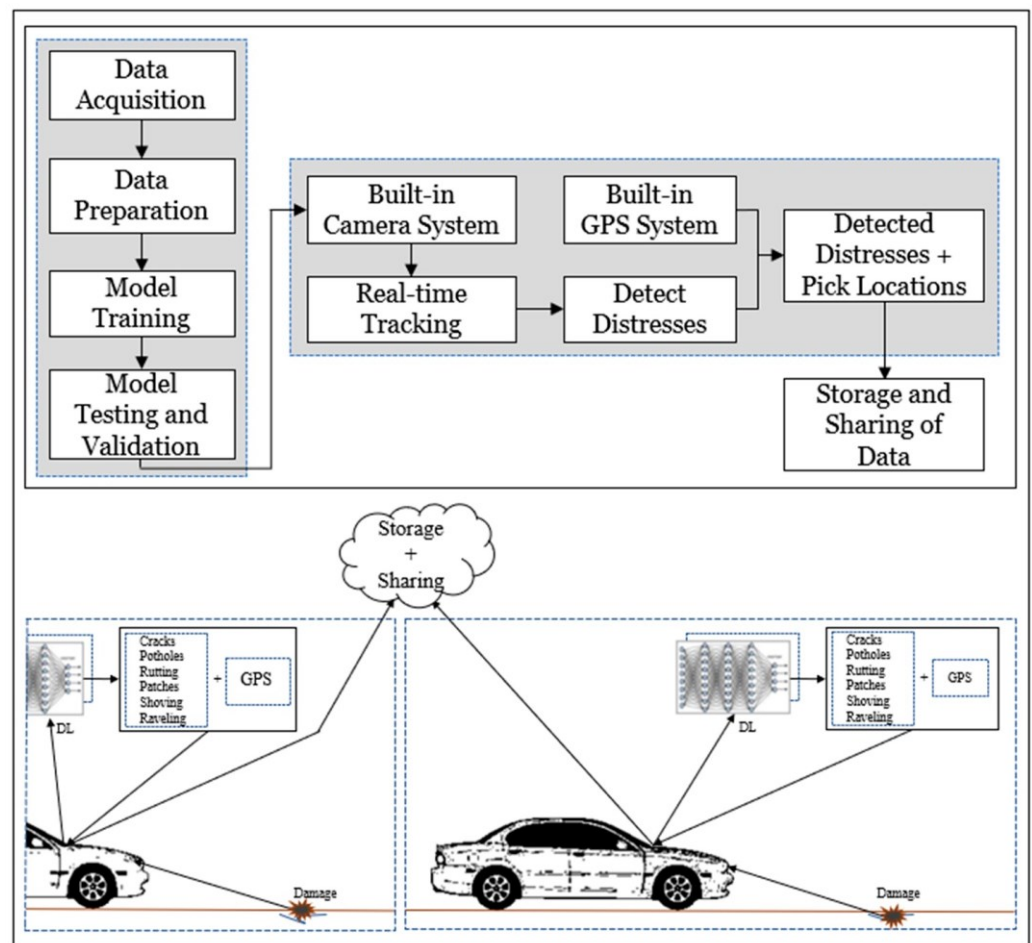 Data
Acquisition
Data
Preparation
Model
Training
Model
Testing and
Validation
Built-in
Camera System
Real-time
Tracking
Built-in
GPS System
Detect
Distresses
Detected
Distresses +
Pick Locations
Storage and
Sharing of
Data
Storage
+
Sharing
Cracks
Potholes
Rutting
Patches
Shoving
Raveling
+
GPS
DL
Damage
Cracks
Potholes
Rutting
Patches
Shoving
Raveling
+
GPS
DL
Damage